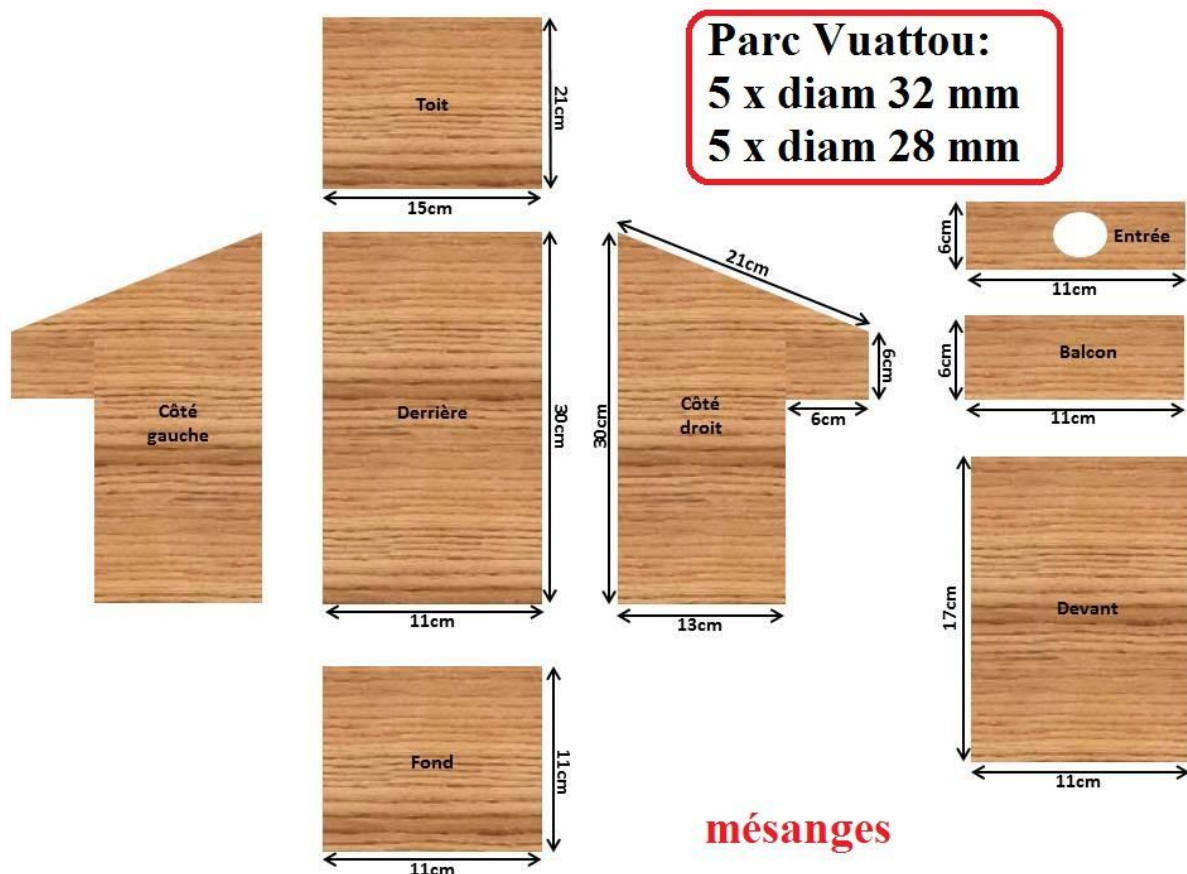 Parc Vuattou:
5 x diam 32 mm
5 x diam 28 mm
Toit
21cm
15cm
Côté
gauche
Derrière
30cm
11cm
Côté
droit
30cm
21cm
6cm
6cm
13cm
Entrée
6cm
11cm
Balcon
6cm
11cm
Devant
17cm
11cm
Fond
11cm
11cm
mésanges